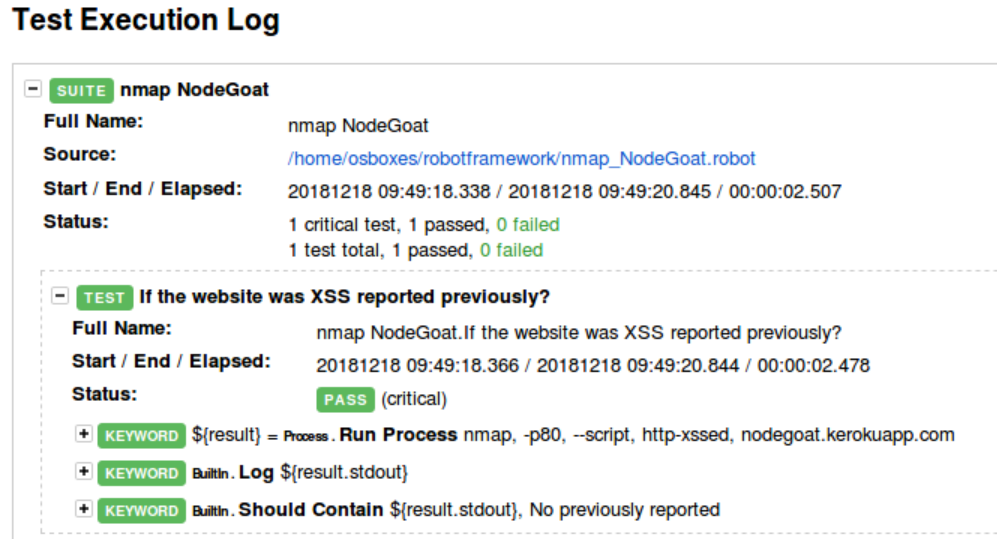 Test Execution Log
SUITE nmap NodeGoat
Full Name: nmap NodeGoat
Source: /home/osboxes/robotframework/nmap_NodeGoat.robot
Start / End / Elapsed: 20181218 09:49:18.338 / 20181218 09:49:20.845 / 00:00:02.507
Status: 1 critical test, 1 passed, 0 failed
1 test total, 1 passed, 0 failed
TEST If the website was XSS reported previously?
Full Name: nmap NodeGoat.If the website was XSS reported previously?
Start / End / Elapsed: 20181218 09:49:18.366 / 20181218 09:49:20.844 / 00:00:02.478
Status: PASS (critical)
KEYWORD ${result} = Process. Run Process nmap, -p80, --script, http-xssed, nodegoat.kerokuapp.com
KEYWORD BuiltIn. Log ${result.stdout}
KEYWORD BuiltIn. Should Contain ${result.stdout}, No previously reported